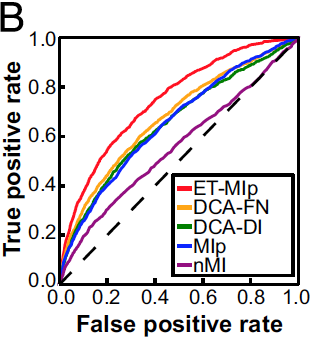 B
True positive rate
1.0
0.8
0.6
0.4
0.2
0.0
ET-MIp
DCA-FN
DCA-DI
MIp
nMI
0.0 0.2 0.4 0.6 0.8 1.0
False positive rate